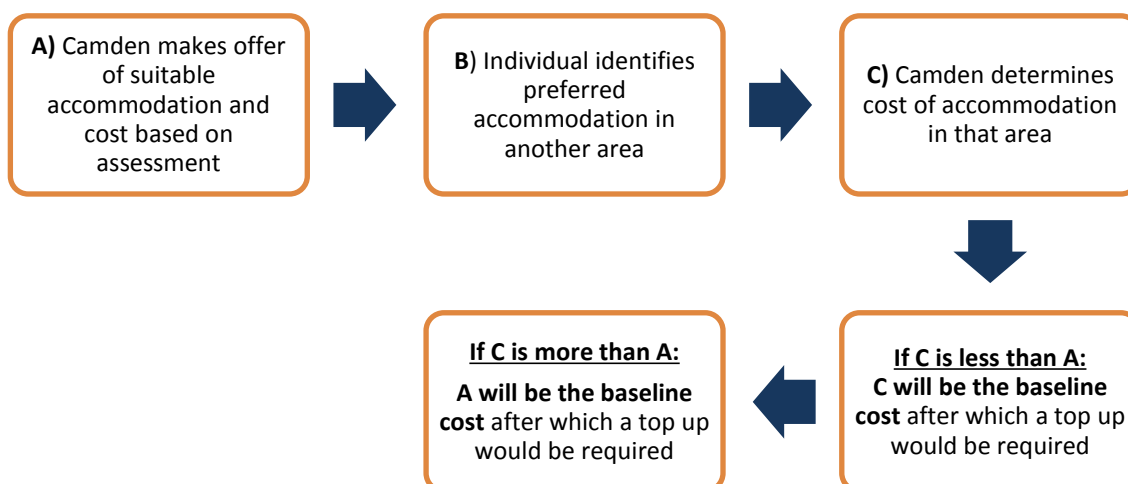 A) Camden makes offer
of suitable
accommodation and
cost based on
assessment
B) Individual identifies
preferred
accommodation in
another area
C) Camden determines
cost of accommodation
in that area
If C is less than A:
C will be the baseline
cost after which a top up
would be required
If C is more than A:
A will be the baseline
cost after which a top up
would be required